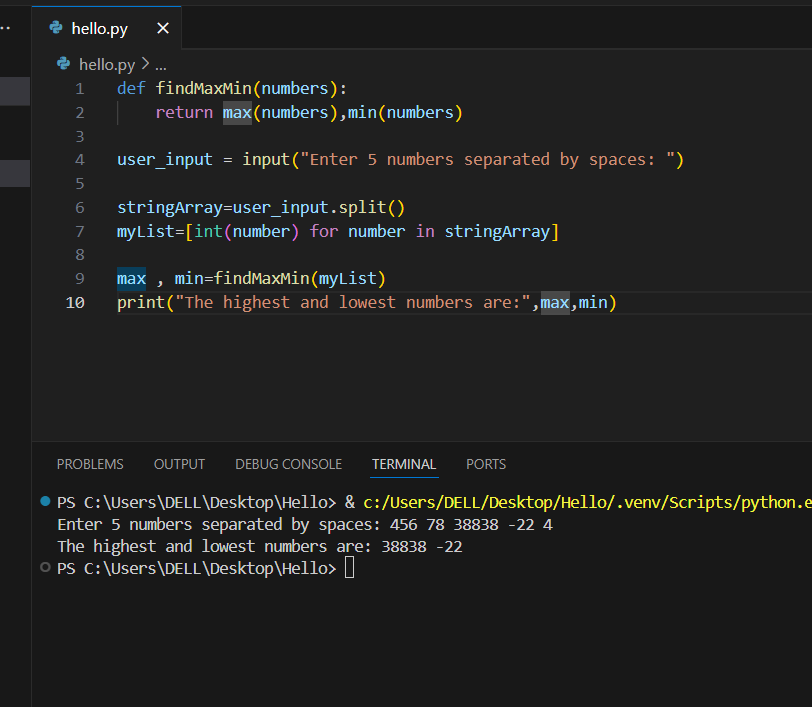 hello.py
hello.py > ...
1 def findMaxMin(numbers):
2 return max(numbers),min(numbers)
3
4 user_input = input("Enter 5 numbers separated by spaces: ")
5
6 stringArray=user_input.split()
7 myList=[int(number) for number in stringArray]
8
9 max , min=findMaxMin(myList)
10 print("The highest and lowest numbers are:",max,min)
PROBLEMS OUTPUT DEBUG CONSOLE TERMINAL PORTS
PS C:\Users\DELL\Desktop\Hello> & c:/Users/DELL/Desktop/Hello/.venv/Scripts/python.e
Enter 5 numbers separated by spaces: 456 78 38838 -22 4
The highest and lowest numbers are: 38838 -22
PS C:\Users\DELL\Desktop\Hello>